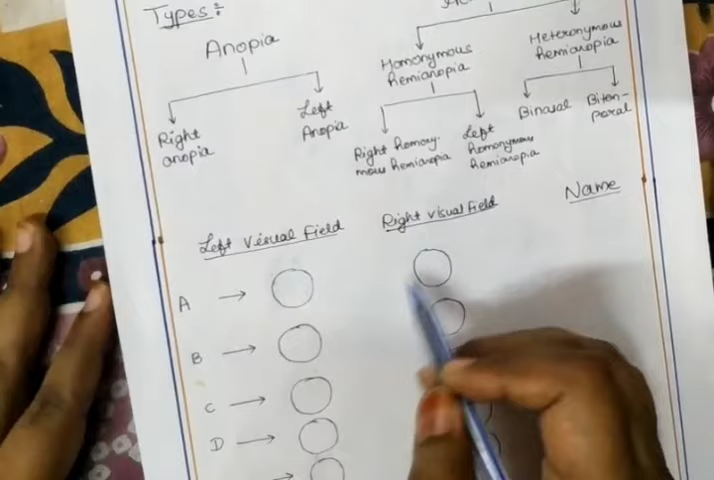 Types:
Anopia
Right
anopia
Left
Anopia
Homonymous
hemianopia
Right Homony-
mous Hemianopia
Left
homonymous
Hemianopia
Heteronymous
hemianopia
Binasal
Bitem-
poral
Left Visual Field
Right Visual Field
Name
A
B
C
D